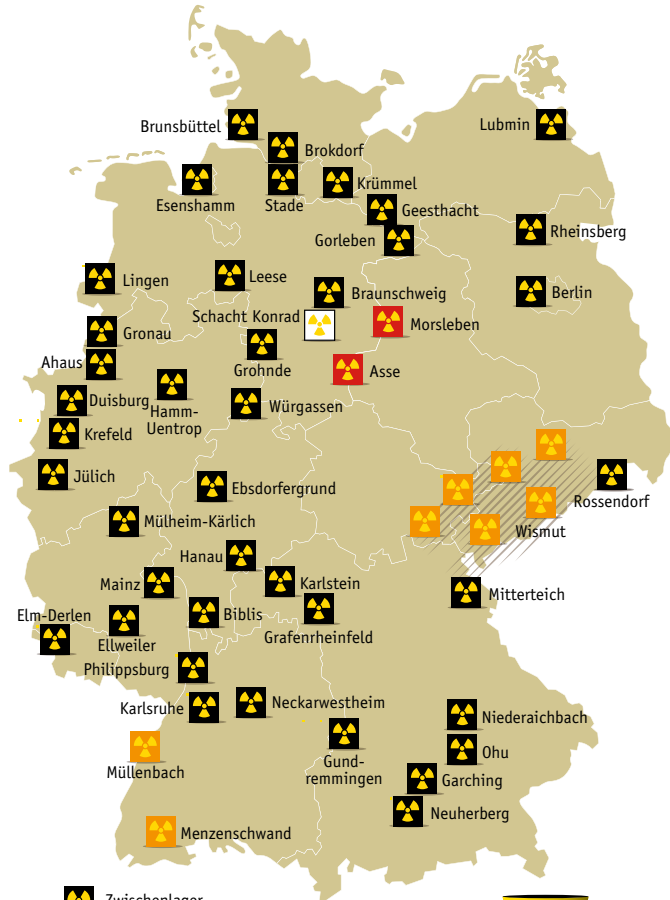 Brunsbüttel
Lubmin
Brokdorf
Krümmel
Esenshamm
Stade
Geesthacht
Rheinsberg
Gorleben
Lingen
Leese
Braunschweig
Berlin
Schacht Konrad
Morsleben
Gronau
Ahaus
Grohnde
Asse
Duisburg
Hamm-
Uentrop
Würgassen
Krefeld
Jülich
Ebsdorfergrund
Rossendorf
Mülheim-Kärlich
Wismut
Hanau
Mainz
Karlstein
Mitterteich
Elm-Derlen
Biblis
Ellweiler
Grafenrheinfeld
Philippsburg
Karlsruhe
Neckarwestheim
Niederaichbach
Ohu
Müllenbach
Gund-
remmingen
Garching
Neuherberg
Menzenschwand
Zwischenlager